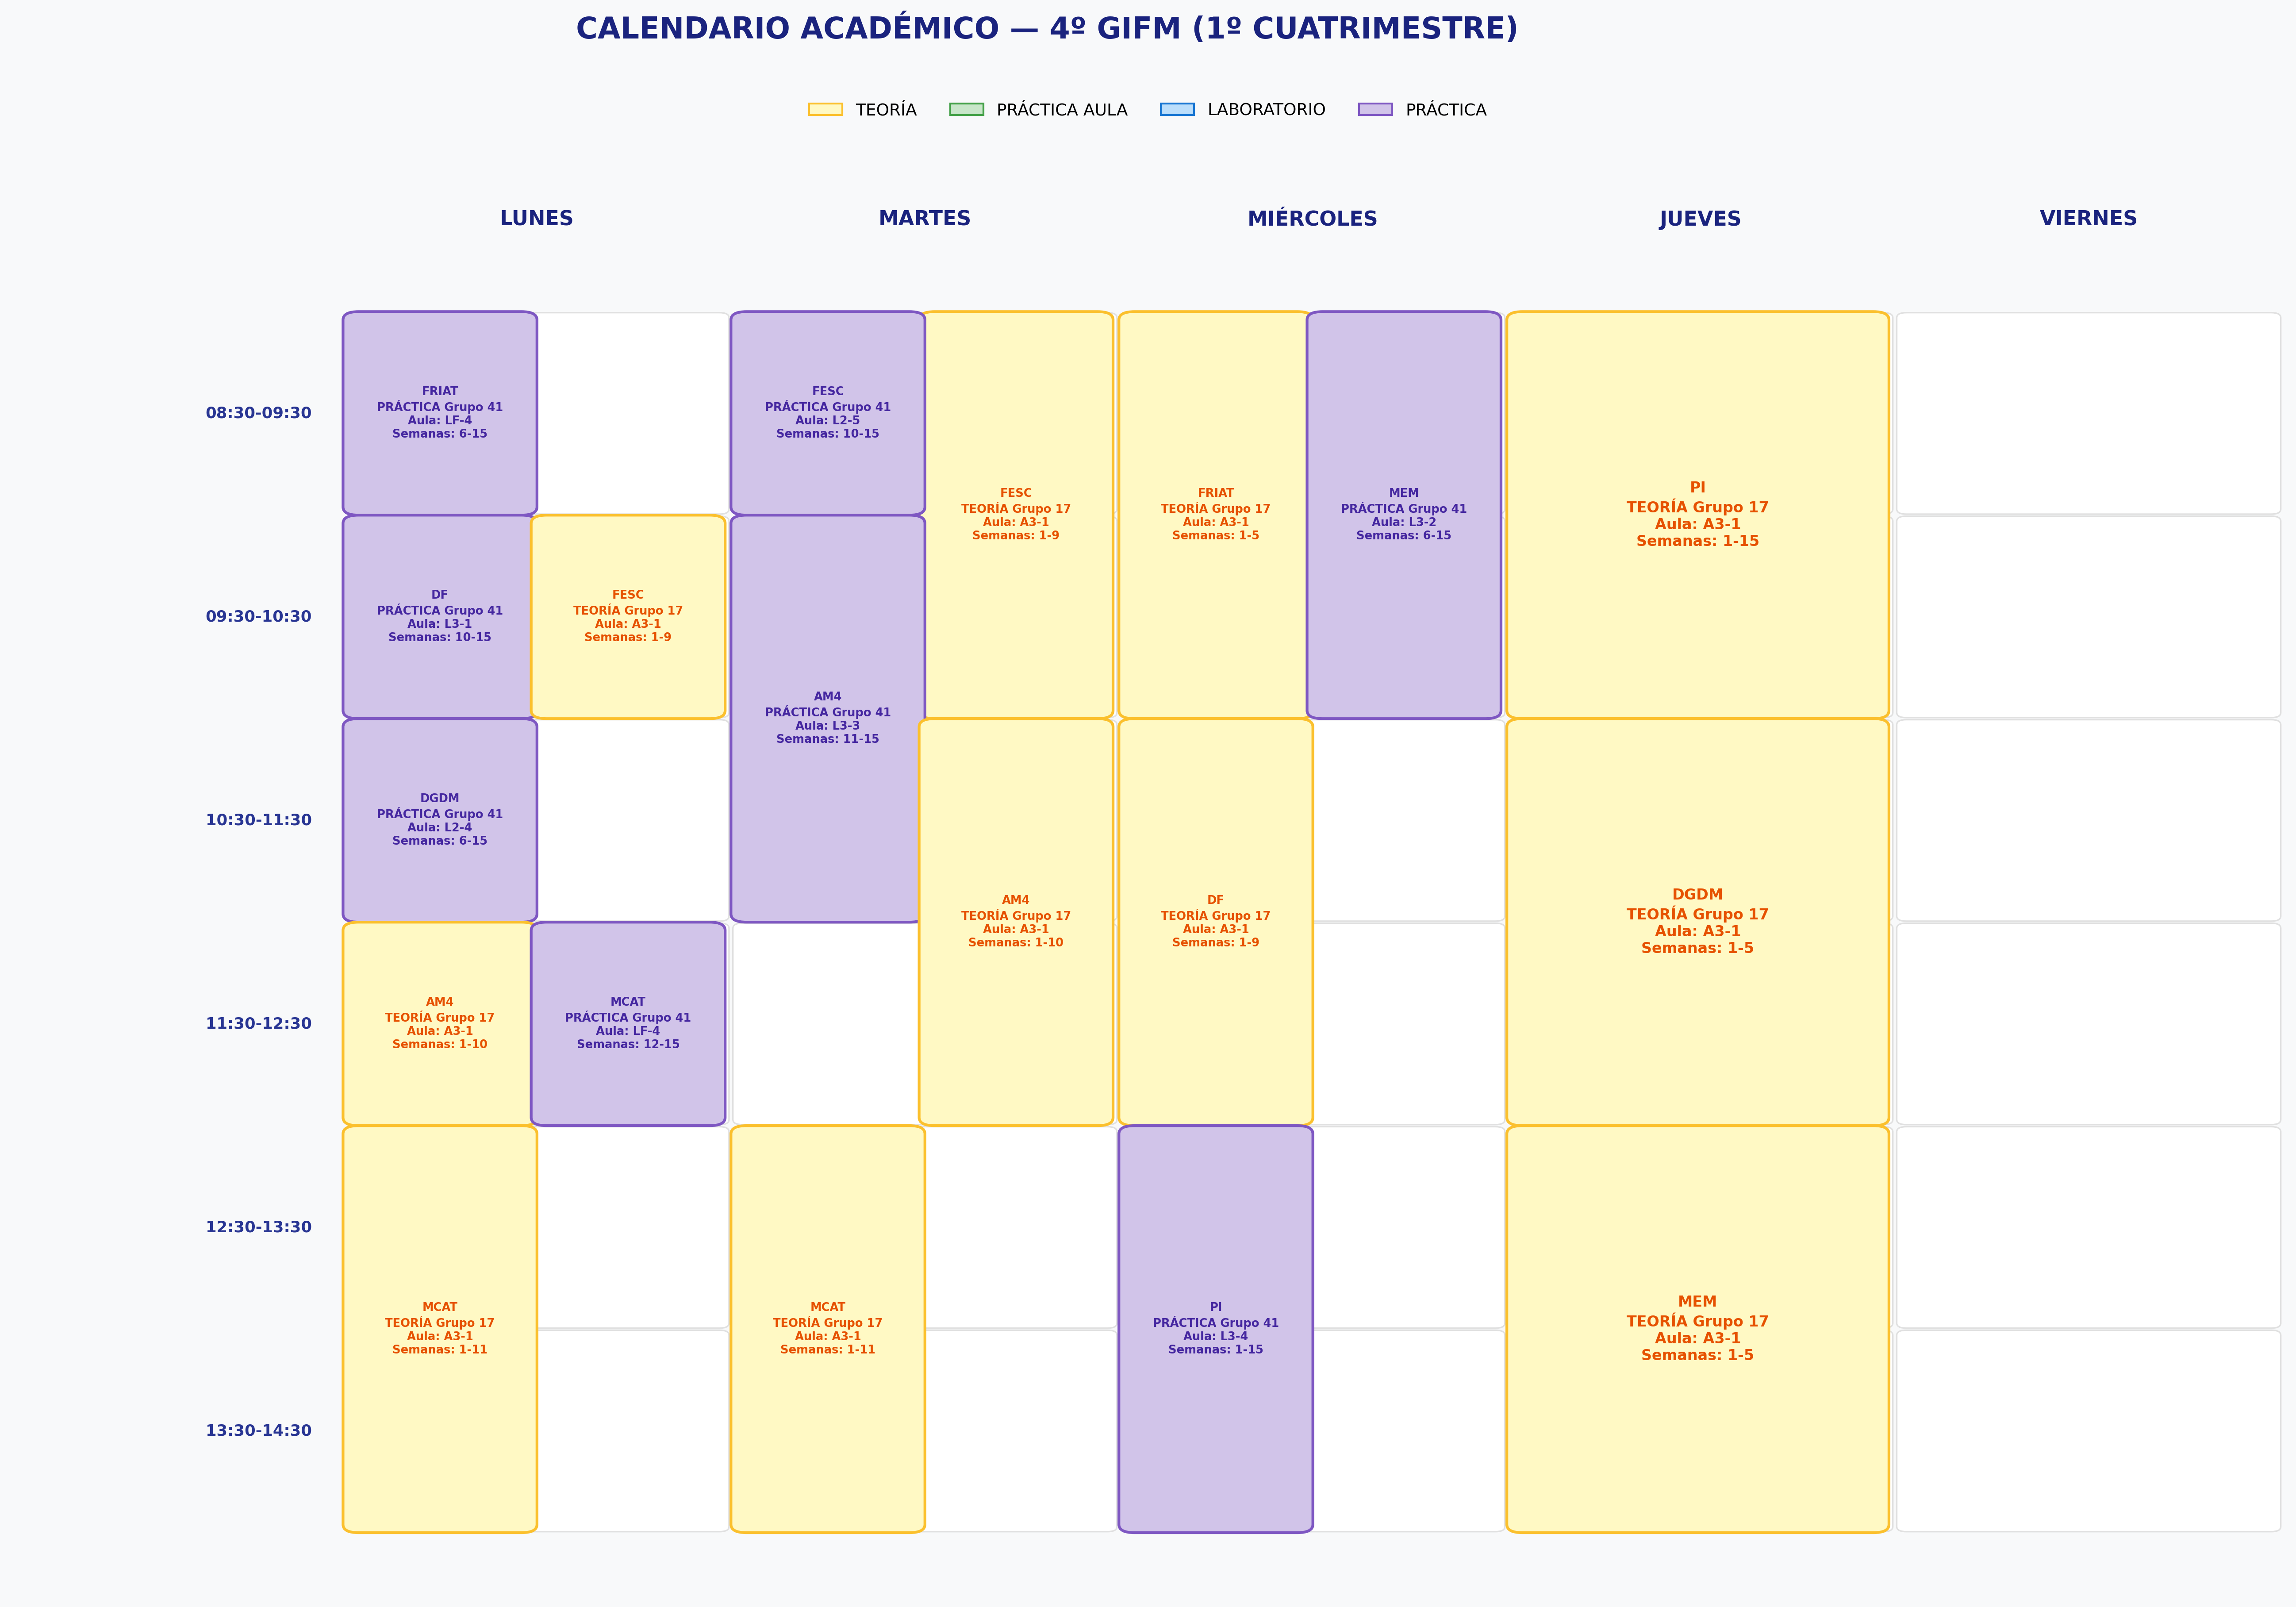 CALENDARIO ACADÉMICO — 4º GIFM (1º CUATRIMESTRE)
TEORÍA
PRÁCTICA AULA
LABORATORIO
PRÁCTICA
LUNES
MARTES
MIÉRCOLES
JUEVES
VIERNES
08:30-09:30
FRIAT
PRÁCTICA Grupo 41
Aula: LF-4
Semanas: 6-15
FESC
PRÁCTICA Grupo 41
Aula: L2-5
Semanas: 10-15
FESC
TEORÍA Grupo 17
Aula: A3-1
Semanas: 1-9
FRIAT
TEORÍA Grupo 17
Aula: A3-1
Semanas: 1-5
MEM
PRÁCTICA Grupo 41
Aula: L3-2
Semanas: 6-15
PI
TEORÍA Grupo 17
Aula: A3-1
Semanas: 1-15
09:30-10:30
DF
PRÁCTICA Grupo 41
Aula: L3-1
Semanas: 10-15
FESC
TEORÍA Grupo 17
Aula: A3-1
Semanas: 1-9
AM4
PRÁCTICA Grupo 41
Aula: L3-3
Semanas: 11-15
10:30-11:30
DGDM
PRÁCTICA Grupo 41
Aula: L2-4
Semanas: 6-15
AM4
TEORÍA Grupo 17
Aula: A3-1
Semanas: 1-10
DF
TEORÍA Grupo 17
Aula: A3-1
Semanas: 1-9
DGDM
TEORÍA Grupo 17
Aula: A3-1
Semanas: 1-5
11:30-12:30
AM4
TEORÍA Grupo 17
Aula: A3-1
Semanas: 1-10
MCAT
PRÁCTICA Grupo 41
Aula: LF-4
Semanas: 12-15
12:30-13:30
MCAT
TEORÍA Grupo 17
Aula: A3-1
Semanas: 1-11
MCAT
TEORÍA Grupo 17
Aula: A3-1
Semanas: 1-11
PI
PRÁCTICA Grupo 41
Aula: L3-4
Semanas: 1-15
MEM
TEORÍA Grupo 17
Aula: A3-1
Semanas: 1-5
13:30-14:30